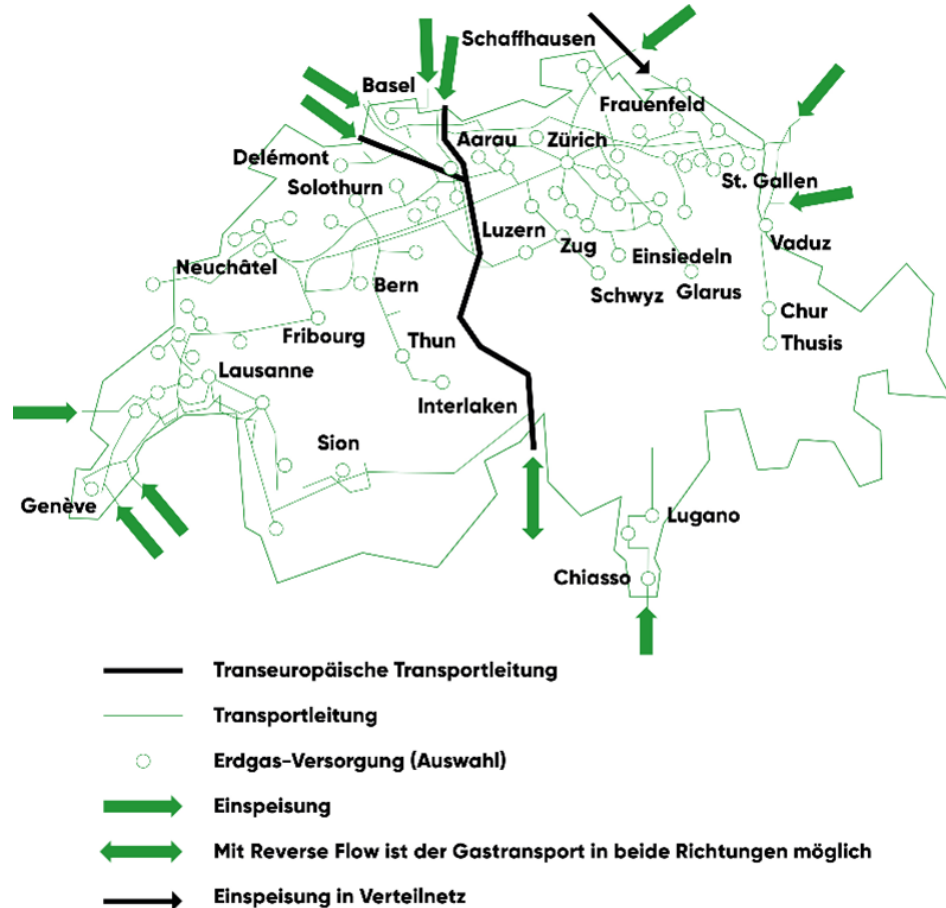 Schaffhausen
Basel
Frauenfeld
Aarau
Zürich
Delémont
St. Gallen
Solothurn
Luzern
Zug
Einsiedeln
Vaduz
Neuchâtel
Bern
Schwyz
Glarus
Chur
Fribourg
Thun
Thusis
Lausanne
Interlaken
Sion
Genève
Lugano
Chiasso
Transeuropäische Transportleitung
Transportleitung
Erdgas-Versorgung (Auswahl)
Einspeisung
Mit Reverse Flow ist der Gastransport in beide Richtungen möglich
Einspeisung in Verteilnetz